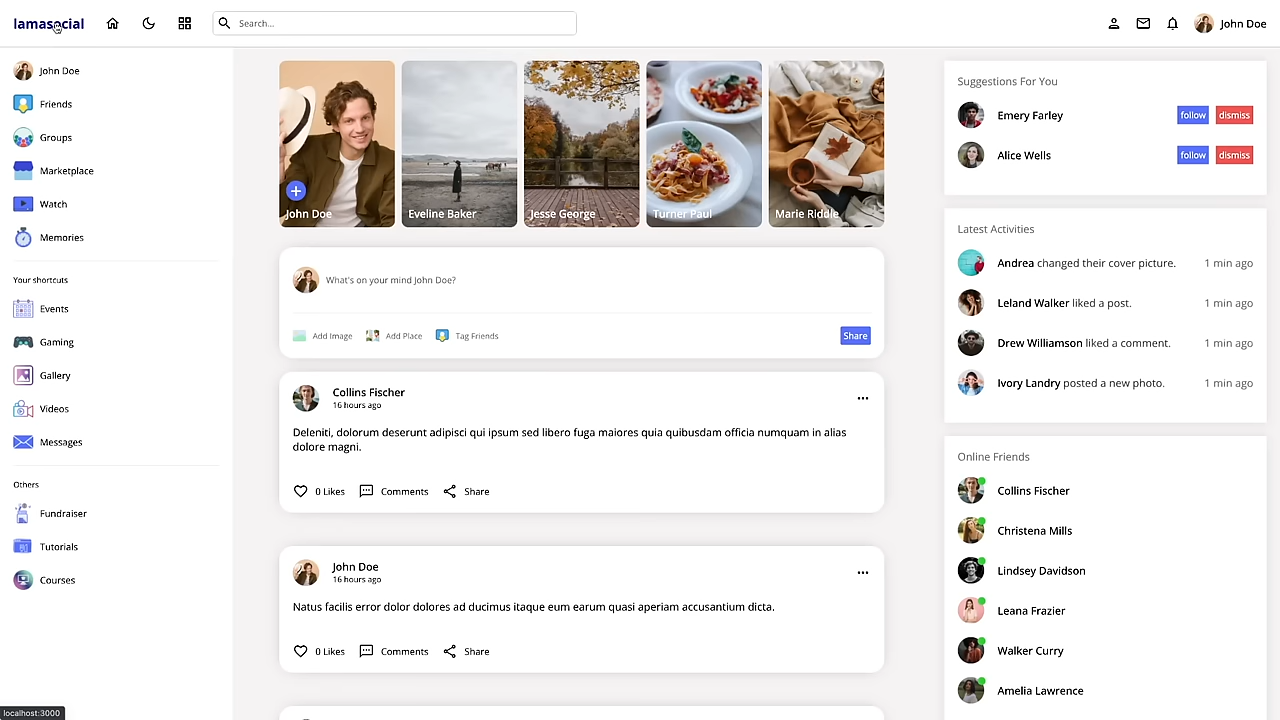 lamasocial
Search...
John Doe
John Doe
Friends
Groups
Marketplace
Watch
Memories
Your shortcuts
Events
Gaming
Gallery
Videos
Messages
Others
Fundraiser
Tutorials
Courses
John Doe
Eveline Baker
Jesse George
Turner Paul
Marie Riddle
What's on your mind John Doe?
Add Image
Add Place
Tag Friends
Share
Collins Fischer
16 hours ago
Deleniti, dolorum deserunt adipisci qui ipsum sed libero fuga maiores quia quibusdam officia numquam in alias
dolore magni.
0 Likes
Comments
Share
John Doe
16 hours ago
Natus facilis error dolor dolores ad ducimus itaque eum earum quasi aperiam accusantium dicta.
0 Likes
Comments
Share
Suggestions For You
Emery Farley
follow
dismiss
Alice Wells
follow
dismiss
Latest Activities
Andrea changed their cover picture. 1 min ago
Leland Walker liked a post. 1 min ago
Drew Williamson liked a comment. 1 min ago
Ivory Landry posted a new photo. 1 min ago
Online Friends
Collins Fischer
Christena Mills
Lindsey Davidson
Leana Frazier
Walker Curry
Amelia Lawrence
localhost:3000